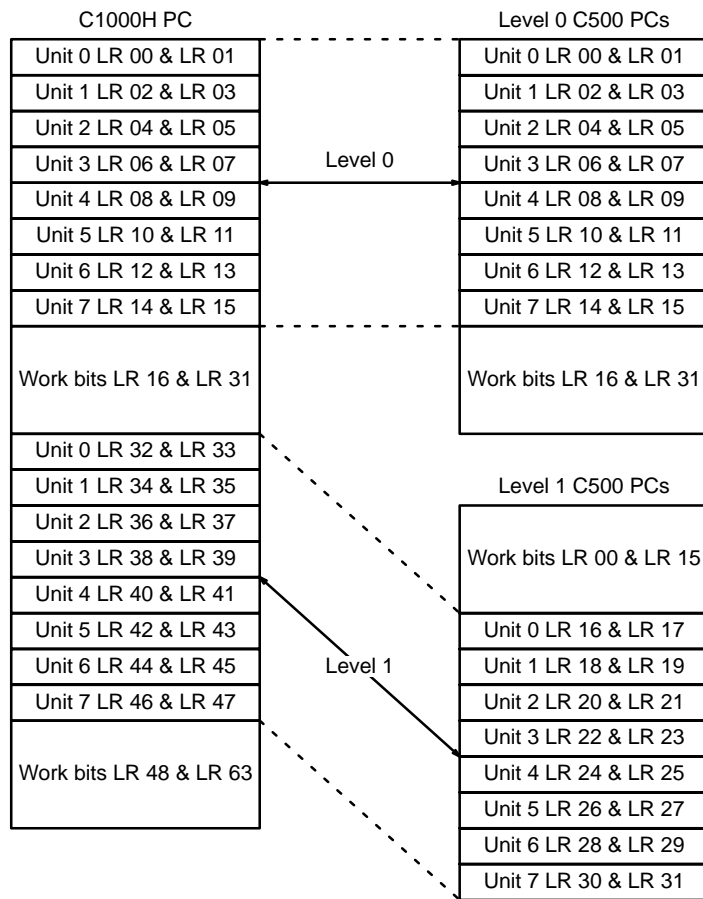 C1000H PC
Unit 0 LR 00 & LR 01
Unit 1 LR 02 & LR 03
Unit 2 LR 04 & LR 05
Unit 3 LR 06 & LR 07
Unit 4 LR 08 & LR 09
Unit 5 LR 10 & LR 11
Unit 6 LR 12 & LR 13
Unit 7 LR 14 & LR 15
Work bits LR 16 & LR 31
Unit 0 LR 32 & LR 33
Unit 1 LR 34 & LR 35
Unit 2 LR 36 & LR 37
Unit 3 LR 38 & LR 39
Unit 4 LR 40 & LR 41
Unit 5 LR 42 & LR 43
Unit 6 LR 44 & LR 45
Unit 7 LR 46 & LR 47
Work bits LR 48 & LR 63
Level 0
Level 1
Level 0 C500 PCs
Unit 0 LR 00 & LR 01
Unit 1 LR 02 & LR 03
Unit 2 LR 04 & LR 05
Unit 3 LR 06 & LR 07
Unit 4 LR 08 & LR 09
Unit 5 LR 10 & LR 11
Unit 6 LR 12 & LR 13
Unit 7 LR 14 & LR 15
Work bits LR 16 & LR 31
Level 1 C500 PCs
Work bits LR 00 & LR 15
Unit 0 LR 16 & LR 17
Unit 1 LR 18 & LR 19
Unit 2 LR 20 & LR 21
Unit 3 LR 22 & LR 23
Unit 4 LR 24 & LR 25
Unit 5 LR 26 & LR 27
Unit 6 LR 28 & LR 29
Unit 7 LR 30 & LR 31